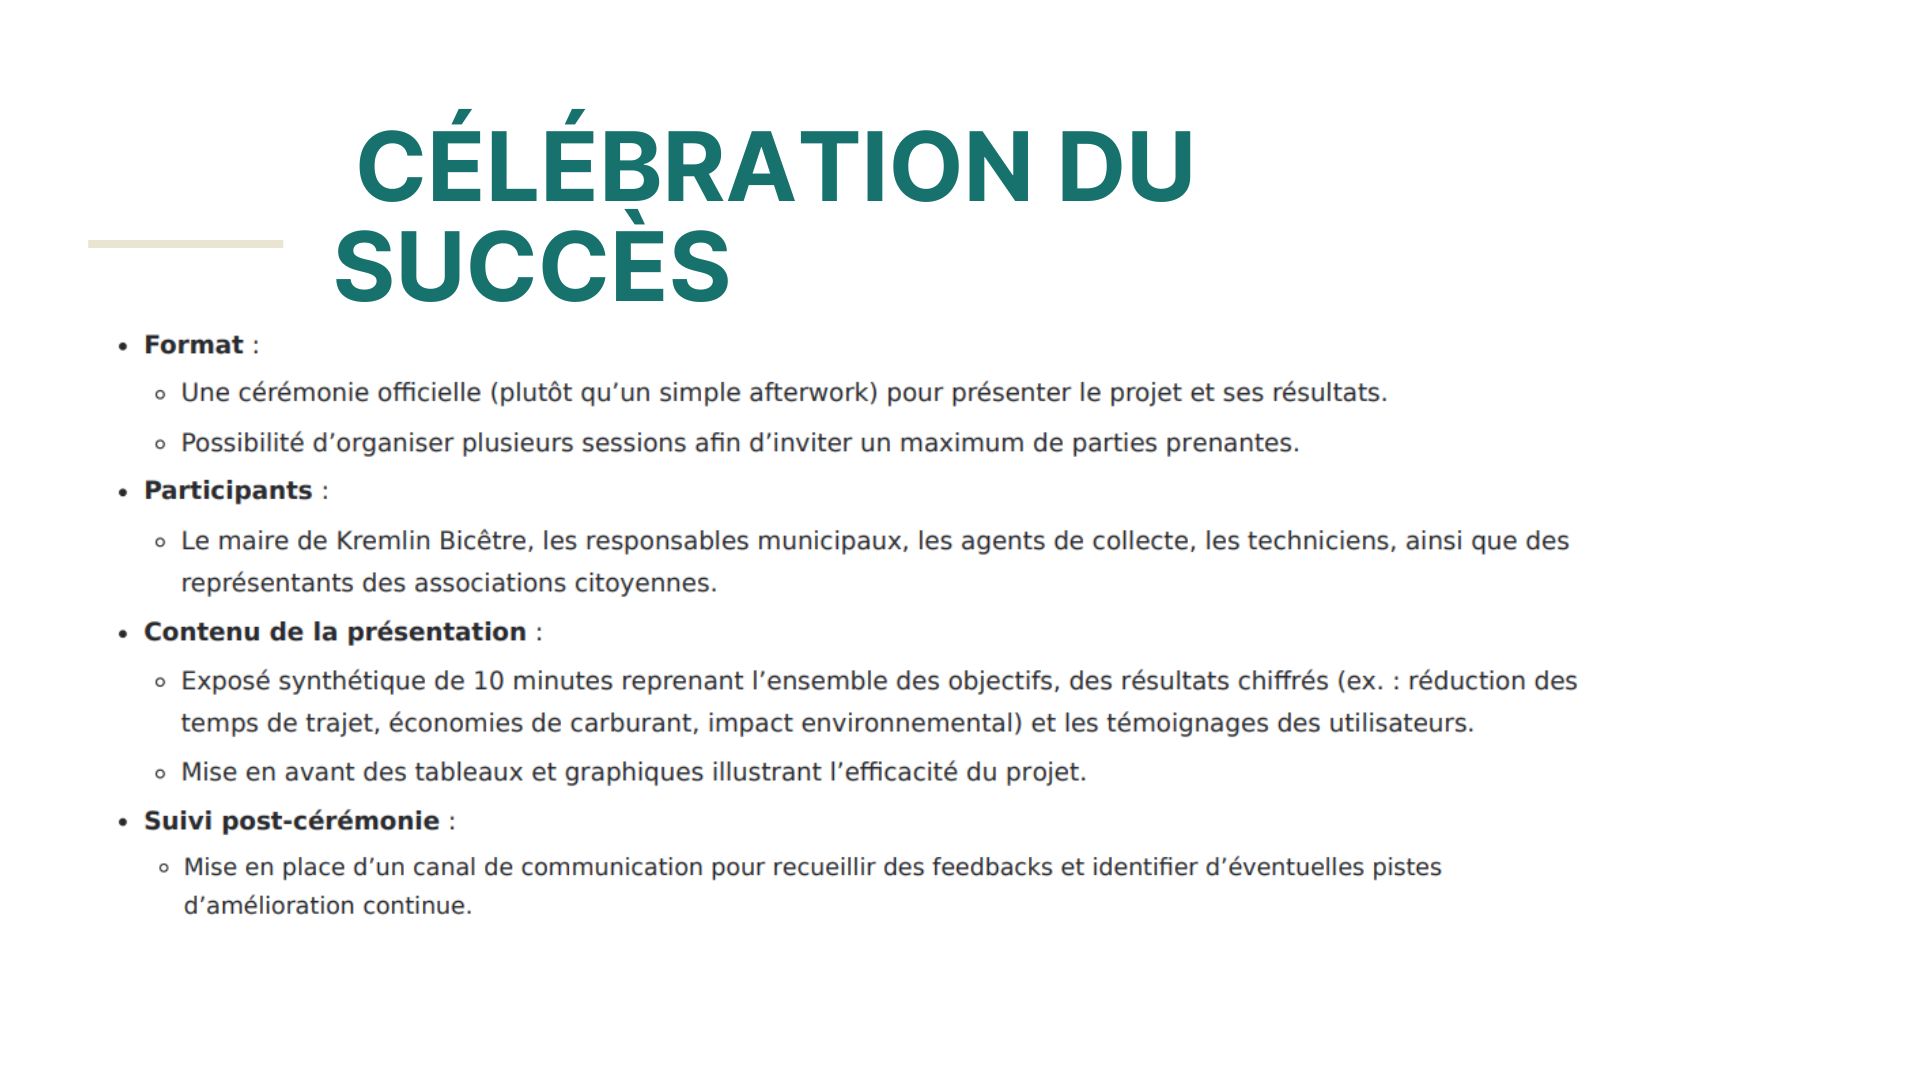 CÉLÉBRATION DU
SUCCÈS
• Format :
◦ Une cérémonie officielle (plutôt qu’un simple afterwork) pour présenter le projet et ses résultats.
◦ Possibilité d’organiser plusieurs sessions afin d’inviter un maximum de parties prenantes.
• Participants :
◦ Le maire de Kremlin Bicêtre, les responsables municipaux, les agents de collecte, les techniciens, ainsi que des
représentants des associations citoyennes.
• Contenu de la présentation :
◦ Exposé synthétique de 10 minutes reprenant l’ensemble des objectifs, des résultats chiffrés (ex. : réduction des
temps de trajet, économies de carburant, impact environnemental) et les témoignages des utilisateurs.
◦ Mise en avant des tableaux et graphiques illustrant l’efficacité du projet.
• Suivi post-cérémonie :
◦ Mise en place d’un canal de communication pour recueillir des feedbacks et identifier d’éventuelles pistes
d’amélioration continue.